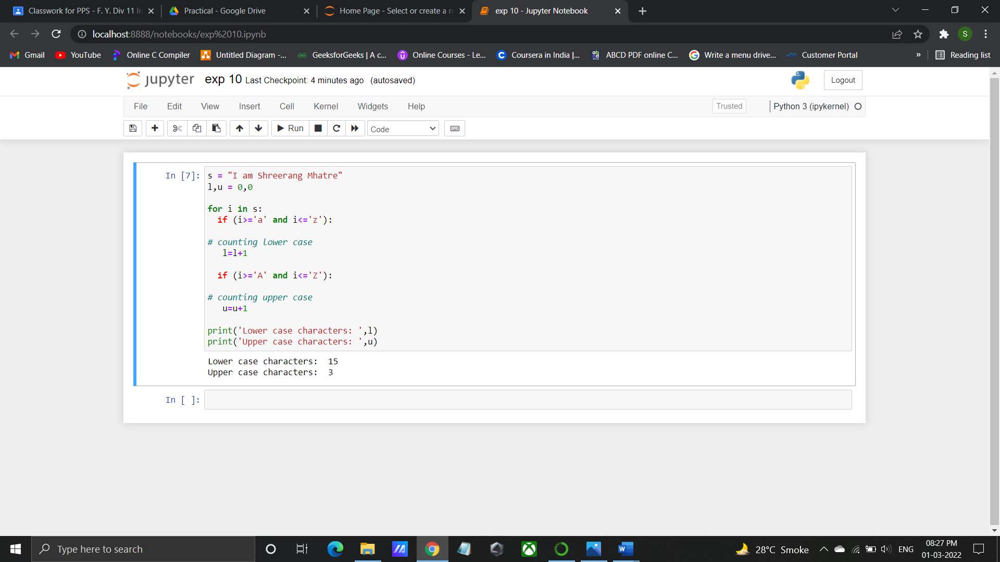 Classwork for PPS - F. Y. Div 11 In
Practical - Google Drive
Home Page - Select or create a n
exp 10 - Jupyter Notebook
localhost:8888/notebooks/exp%2010.ipynb
S
Gmail
YouTube
Online C Compiler
Untitled Diagram -...
GeeksforGeeks | A c...
Online Courses - Le...
Coursera in India |...
ABCD PDF online C...
Write a menu drive...
Customer Portal
»
Reading list
jupyter
exp 10 Last Checkpoint: 4 minutes ago (autosaved)
Logout
File Edit View Insert Cell Kernel Widgets Help
Trusted
Python 3 (ipykernel)
Run
Code
In [7]:
s = "I am Shreerang Mhatre"
l,u = 0,0
for i in s:
if (i>='a' and i<='z'):
# counting lower case
l=l+1
if (i>='A' and i<='Z'):
# counting upper case
u=u+1
print('Lower case characters: ',l)
print('Upper case characters: ',u)
Lower case characters:  15
Upper case characters:  3
In [ ]:
Type here to search
28°C Smoke
ENG
08:27 PM
01-03-2022